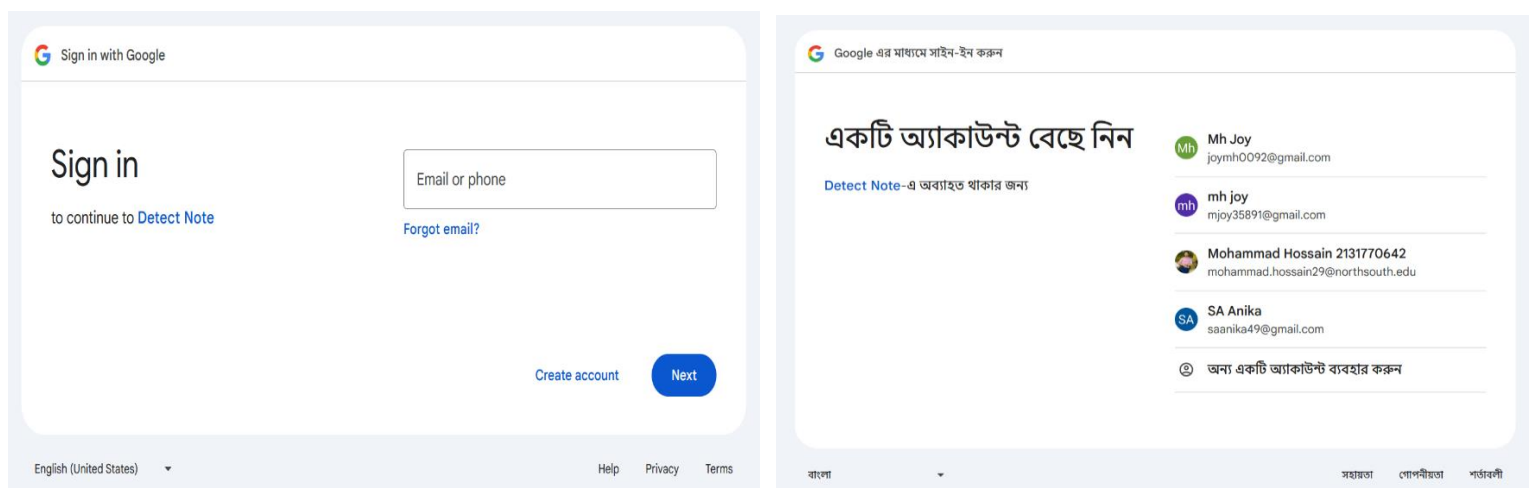 Sign in with Google
Sign in
to continue to Detect Note
Email or phone
Forgot email?
Create account
Next
English (United States)
Help
Privacy
Terms
Google এর মাধ্যমে সাইন-ইন করুন
একটি অ্যাকাউন্ট বেছে নিন
Detect Note-এ অব্যাহত থাকার জন্য
Mh
Mh Joy
joymh0092@gmail.com
mh
mh joy
mjoy35891@gmail.com
Mohammad Hossain 2131770642
mohammad.hossain29@northsouth.edu
SA
SA Anika
saanika49@gmail.com
অন্য একটি অ্যাকাউন্ট ব্যবহার করুন
বাংলা
সহায়তা
গোপনীয়তা
শর্তাবলী